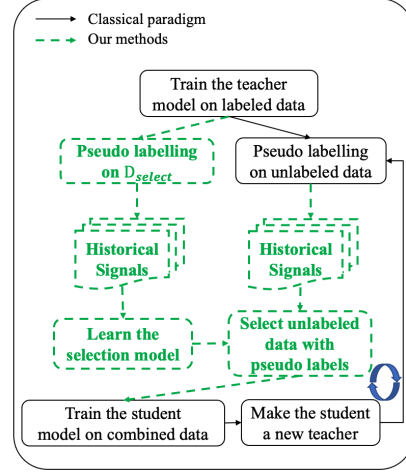 Classical paradigm
Our methods
Train the teacher
model on labeled data
Pseudo labelling
on D_select
Pseudo labelling
on unlabeled data
Historical
Signals
Historical
Signals
Learn the
selection model
Select unlabeled
data with
pseudo labels
Train the student
model on combined data
Make the student
a new teacher